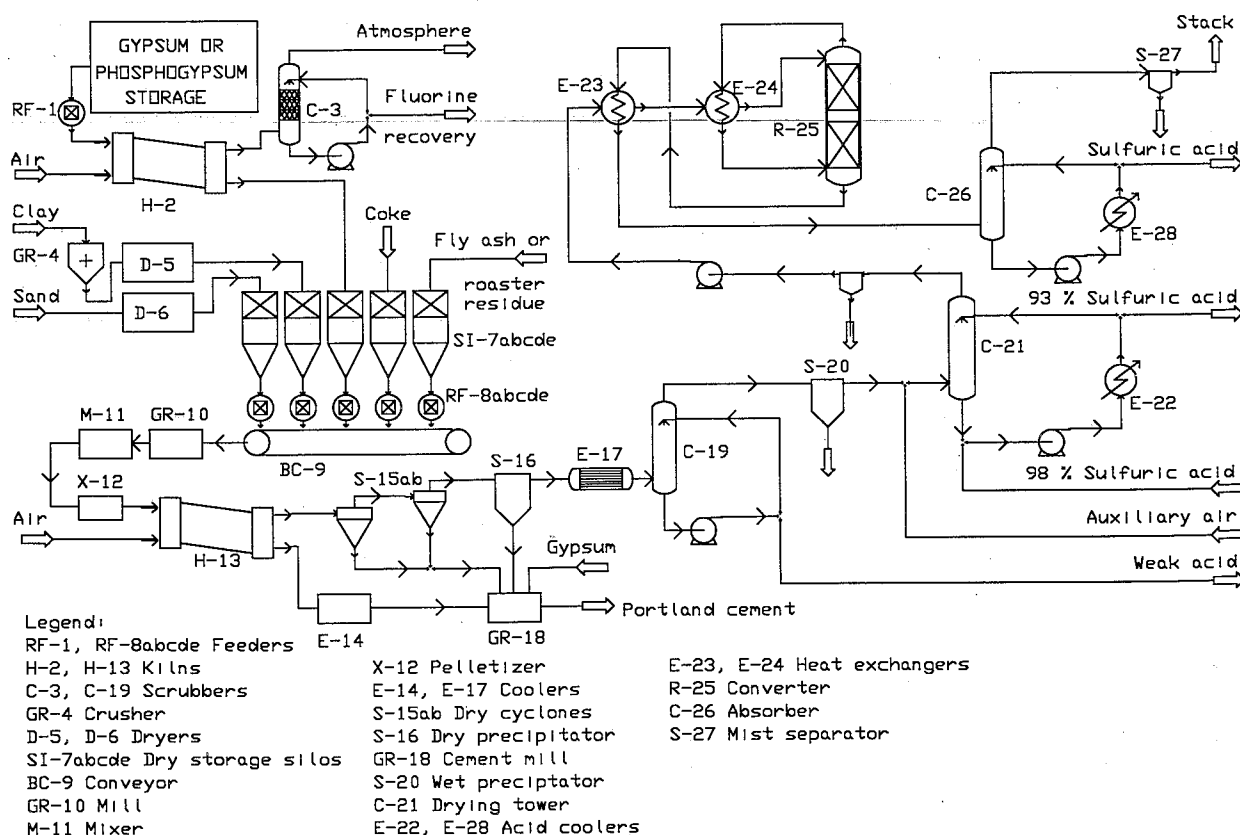 Atmosphere
Stack
GYPSUM OR
PHOSPHOGYPSUM
STORAGE
S-27
E-23
E-24
RF-1
C-3
Fluorine
recovery
R-25
Air
Sulfuric acid
H-2
C-26
Clay
Coke
E-28
GR-4
Fly ash or
roaster
residue
D-5
Sand
D-6
93 % Sulfuric acid
SI-7abcde
C-21
S-20
RF-8abcde
E-22
M-11
GR-10
BC-9
C-19
X-12
S-15ab
S-16
E-17
98 % Sulfuric acid
Air
Auxiliary air
H-13
Gypsum
Weak acid
Portland cement
E-14
GR-18
Legend:
RF-1, RF-8abcde Feeders
H-2, H-13 Kilns
C-3, C-19 Scrubbers
GR-4 Crusher
D-5, D-6 Dryers
SI-7abcde Dry storage silos
BC-9 Conveyor
GR-10 Mill
M-11 Mixer
X-12 Pelletizer
E-14, E-17 Coolers
S-15ab Dry cyclones
S-16 Dry precipitator
GR-18 Cement mill
S-20 Wet preciptator
C-21 Drying tower
E-22, E-28 Acid coolers
E-23, E-24 Heat exchangers
R-25 Converter
C-26 Absorber
S-27 Mist separator